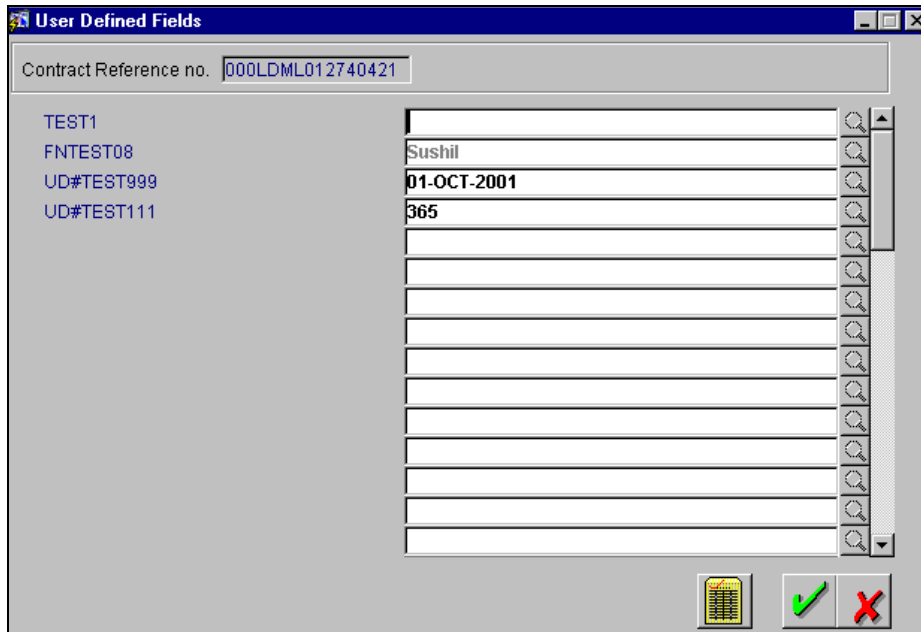 User Defined Fields
Contract Reference no. 000LDML012740421
TEST1
FNTEST08 Sushil
UD#TEST999 01-OCT-2001
UD#TEST111 365